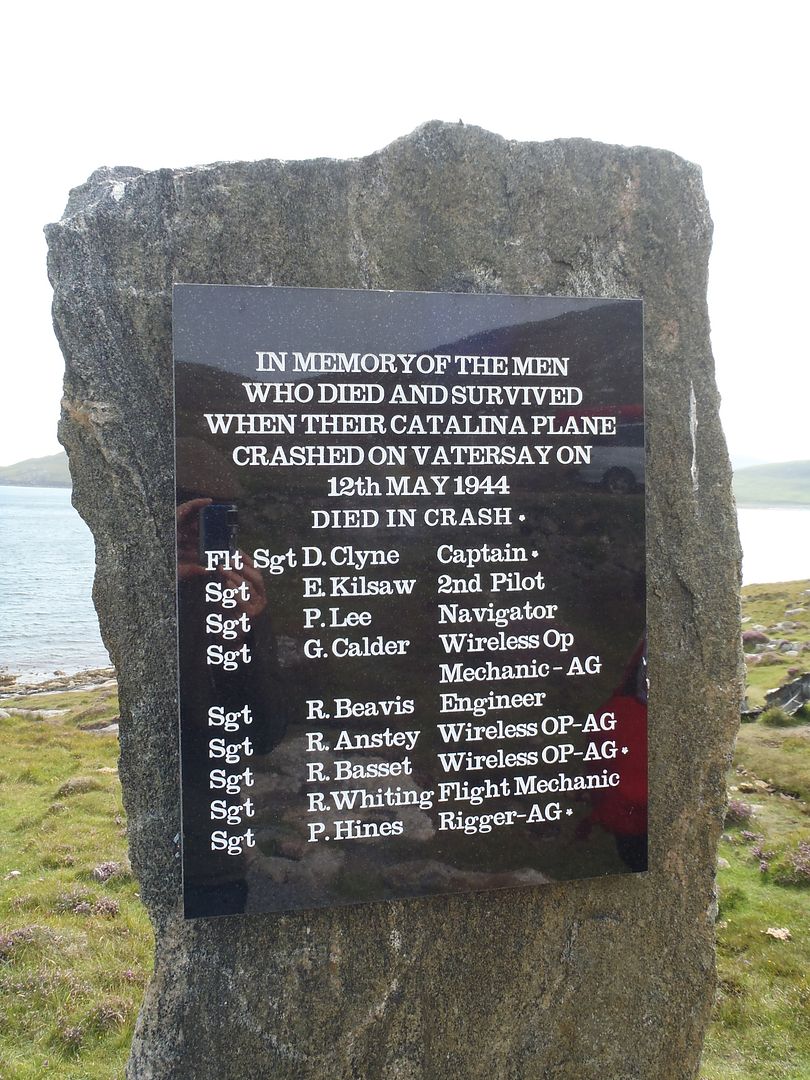 IN MEMORY OF THE MEN
WHO DIED AND SURVIVED
WHEN THEIR CATALINA PLANE
CRASHED ON VATERSAY ON
12th MAY 1944
DIED IN CRASH *
Flt Sgt D. Clyne Captain *
Sgt E. Kilsaw 2nd Pilot
Sgt P. Lee Navigator
Sgt G. Calder Wireless Op
Mechanic - AG
Sgt R. Beavis Engineer
Sgt R. Anstey Wireless OP-AG
Sgt R. Basset Wireless OP-AG *
Sgt R. Whiting Flight Mechanic
Sgt P. Hines Rigger-AG *